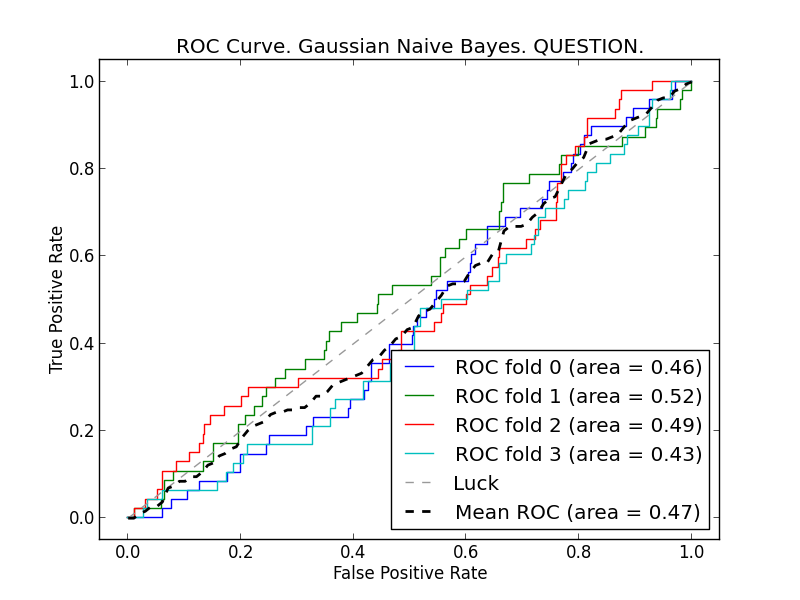 ROC Curve. Gaussian Naive Bayes. QUESTION.
True Positive Rate
1.0
0.8
0.6
0.4
0.2
0.0
ROC fold 0 (area = 0.46)
ROC fold 1 (area = 0.52)
ROC fold 2 (area = 0.49)
ROC fold 3 (area = 0.43)
Luck
Mean ROC (area = 0.47)
0.0 0.2 0.4 0.6 0.8 1.0
False Positive Rate